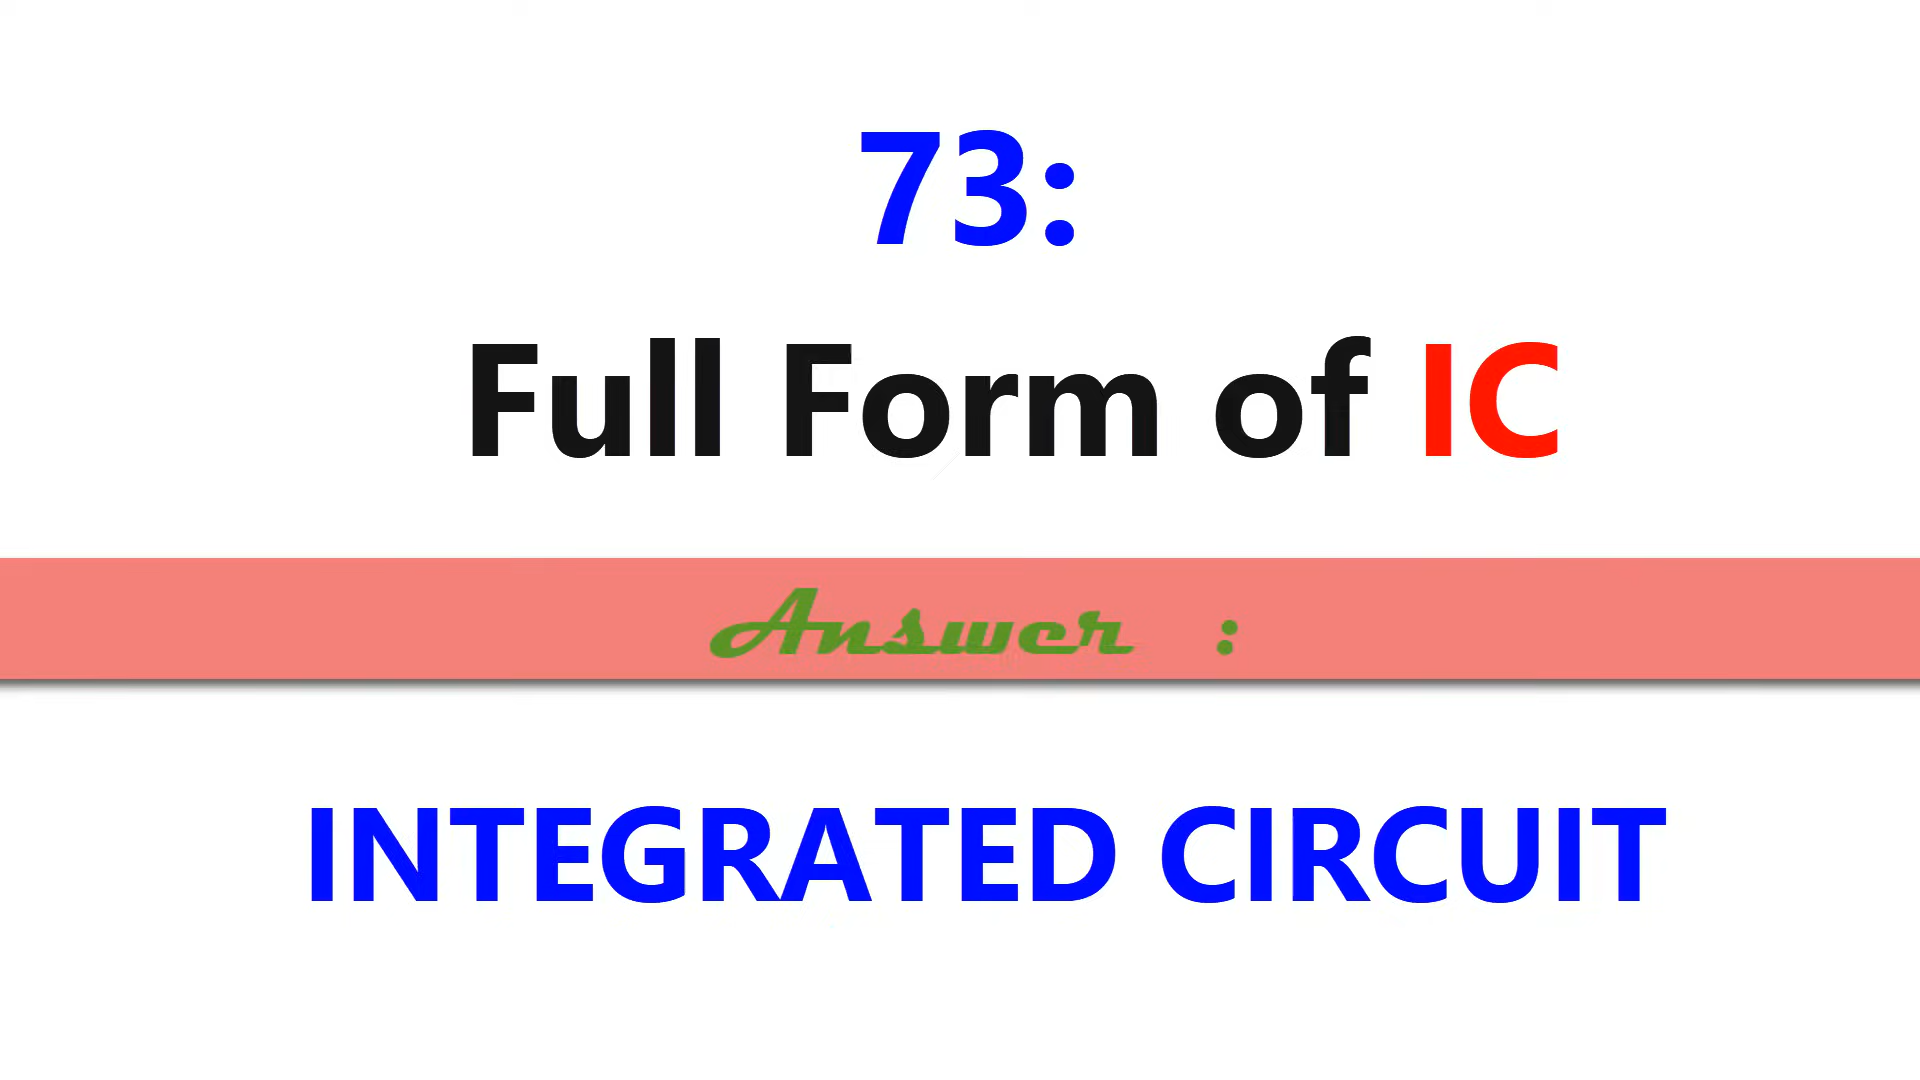 73:
Full Form of IC
Answer :
INTEGRATED CIRCUIT